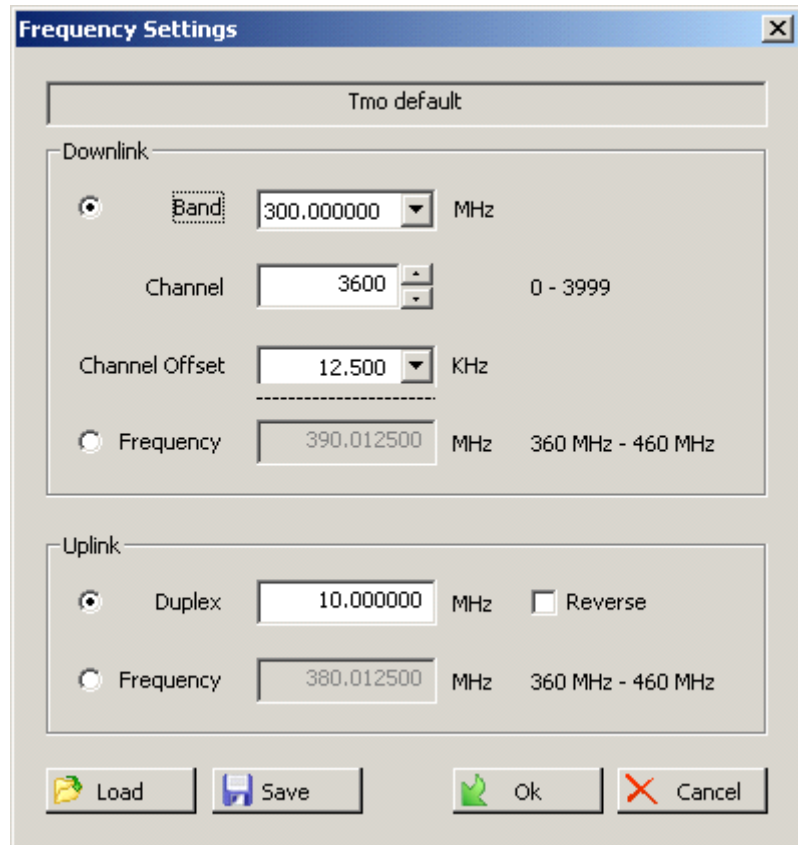 Frequency Settings
Tmo default
Downlink
Band 300.000000 MHz
Channel 3600 0 - 3999
Channel Offset 12.500 KHz
Frequency 390.012500 MHz 360 MHz - 460 MHz
Uplink
Duplex 10.000000 MHz Reverse
Frequency 380.012500 MHz 360 MHz - 460 MHz
Load Save Ok Cancel